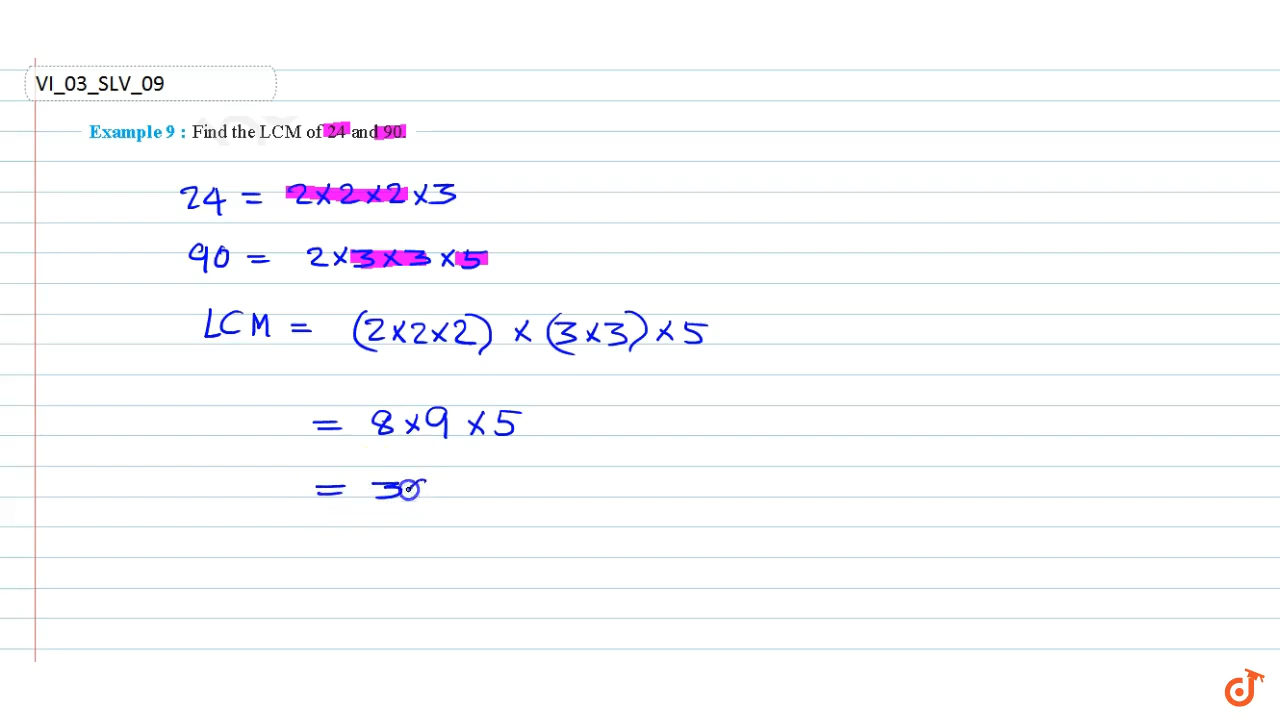 VI_03_SLV_09
Example 9 : Find the LCM of 24 and 90.
24 = 2×2×2×3
90 = 2×3×3×5
LCM = (2×2×2) × (3×3) × 5
= 8×9×5
= 3